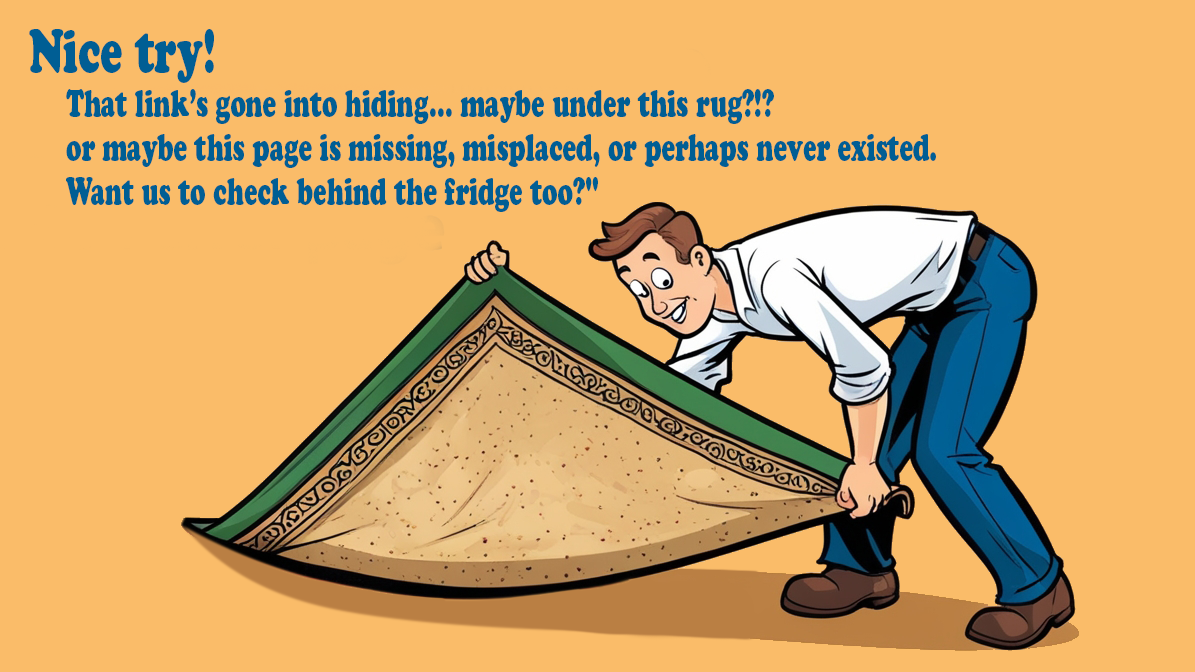 Nice try!
That link's gone into hiding... maybe under this rug?!?
or maybe this page is missing, misplaced, or perhaps never existed.
Want us to check behind the fridge too?"